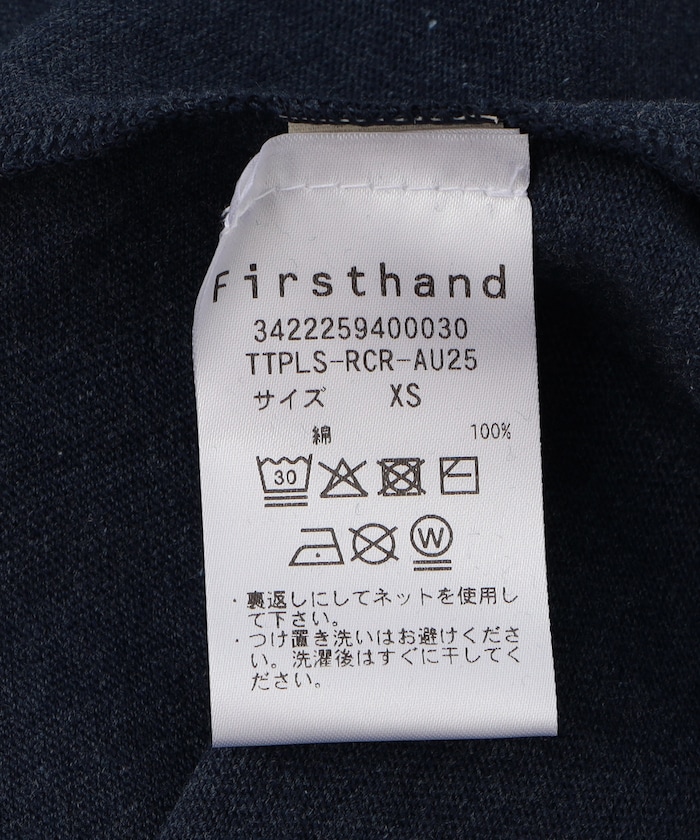 Firsthand
3422259400030
TTPLS-RCR-AU25
サイズ XS
綿 100%
30
W
・裏返しにしてネットを使用し
て下さい。
・つけ置き洗いはお避けくださ
い。洗濯後はすぐに干してく
ださい。